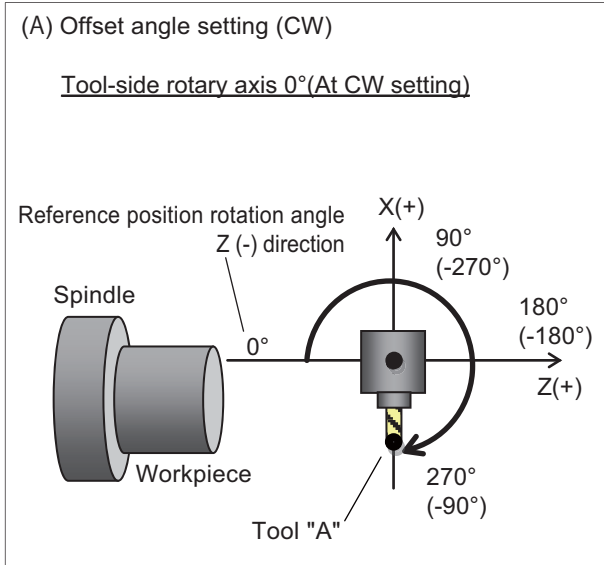 (A) Offset angle setting (CW)
Tool-side rotary axis 0°(At CW setting)
Reference position rotation angle
Z (-) direction
X(+)
90°
(-270°)
Spindle
180°
(-180°)
0°
Z(+)
Workpiece
270°
(-90°)
Tool "A"